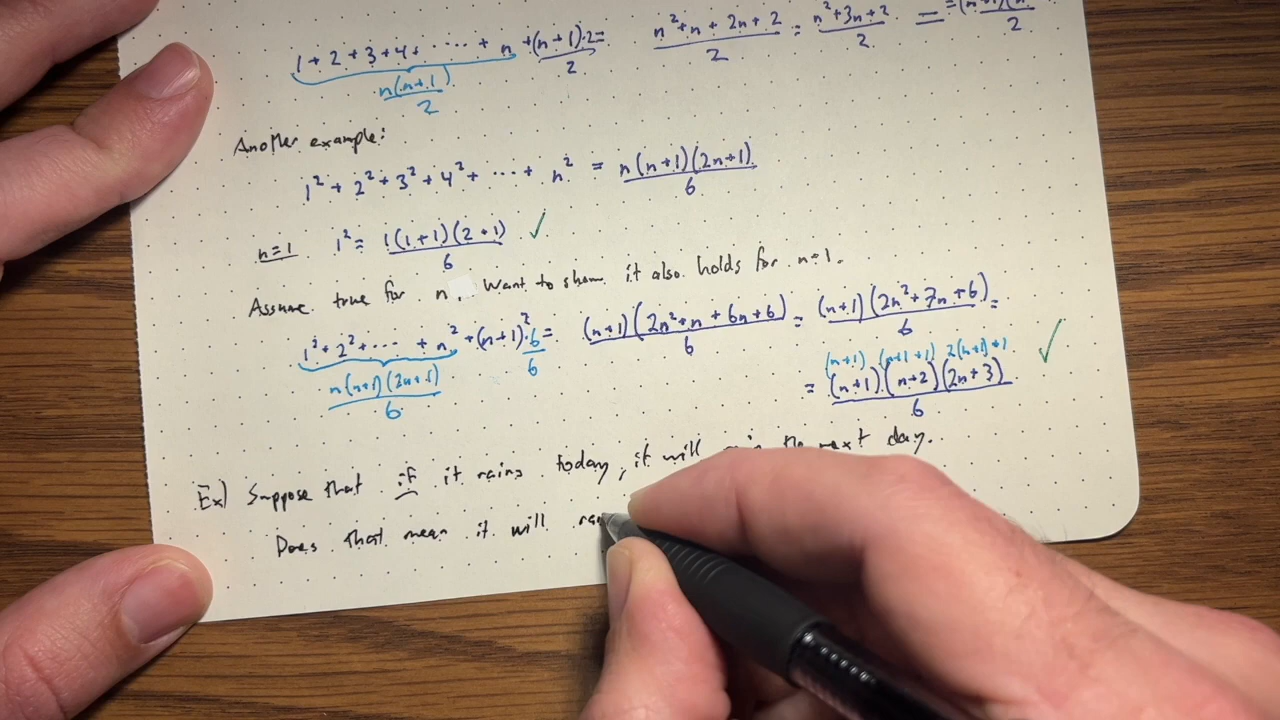 1 + 2 + 3 + 4 + ····· + n + (n+1)·2/2 = (n²+n+2n+2)/2 = (n²+3n+2)/2 =
n(n+1)/2
Another example:
1² + 2² + 3² + 4² + ··· + n² = n(n+1)(2n+1)/6
n=1 1² = 1(1+1)(2+1)/6 ✓
Assume true for n. Want to show it also holds for n+1.
1² + 2² + ··· + n² + (n+1)²·6/6 = (n+1)(2n²+n+6n+6)/6 = (n+1)(2n²+7n+6)/6 =
n(n+1)(2n+1)/6
(n+1) (n+1+1) 2(n+1)+1
= (n+1)(n+2)(2n+3)/6 ✓
Ex) Suppose that if it rains today, it will the next day.
Does that mean it will